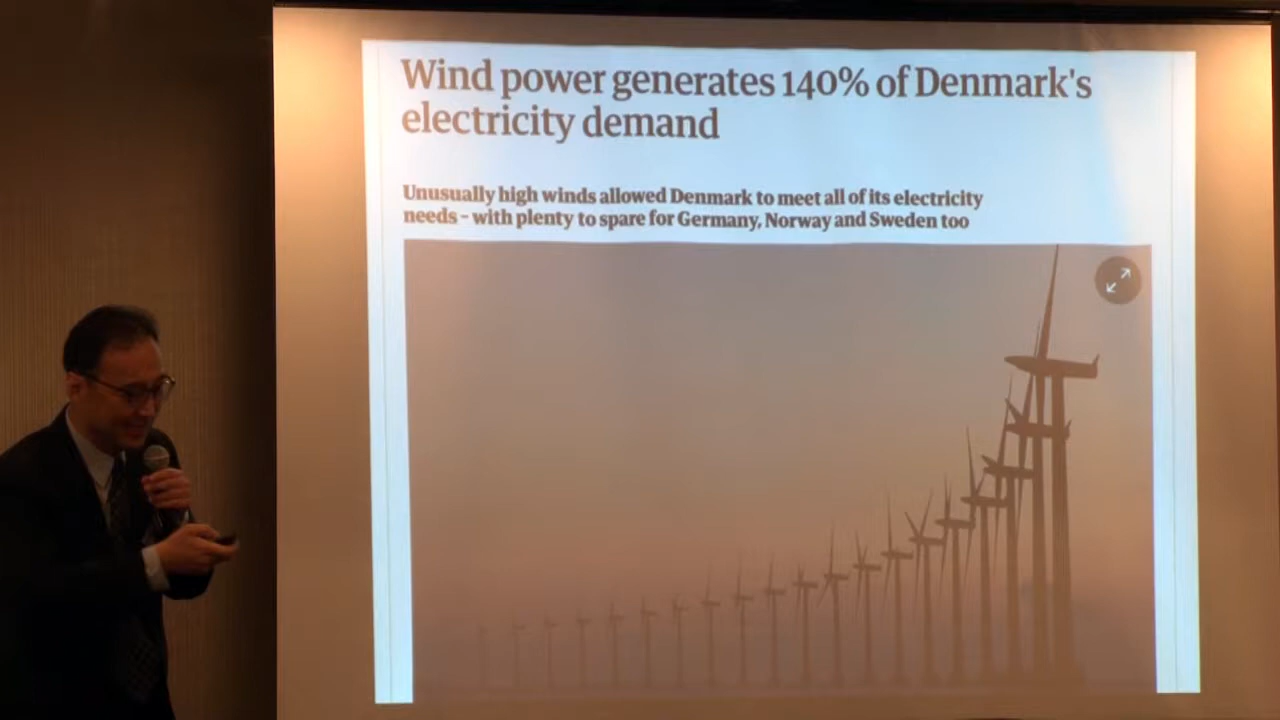 Wind power generates 140% of Denmark's
electricity demand
Unusually high winds allowed Denmark to meet all of its electricity
needs – with plenty to spare for Germany, Norway and Sweden too